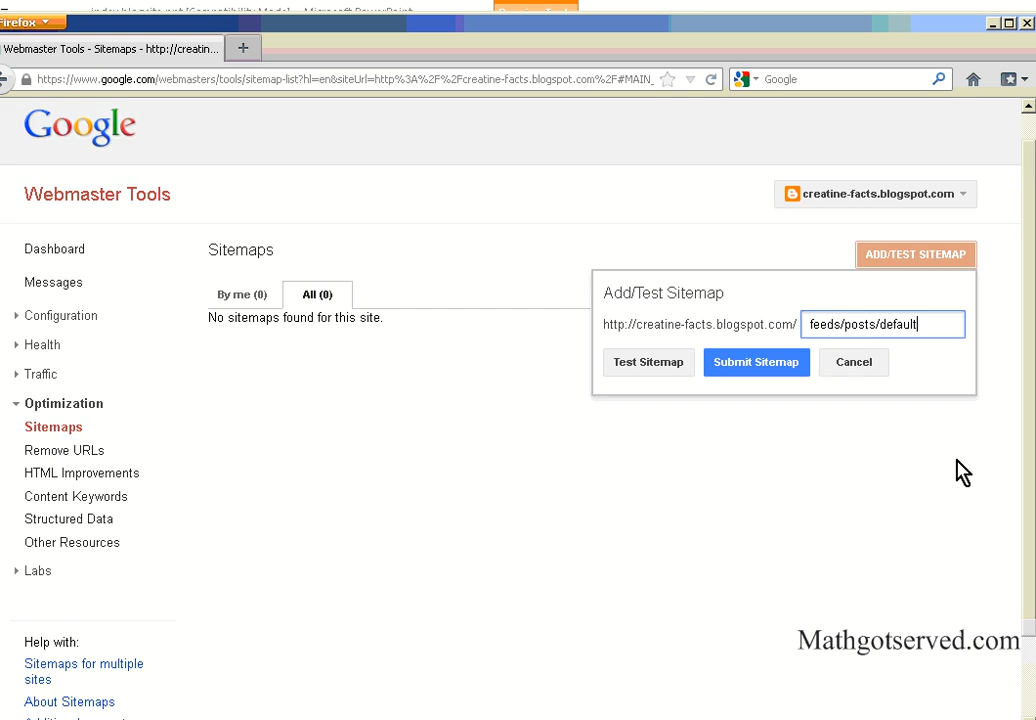 Firefox
Webmaster Tools - Sitemaps - http://creatin...
https://www.google.com/webmasters/tools/sitemap-list?hl=en&siteUrl=http%3A%2F%2Fcreatine-facts.blogspot.com%2F#MAIN_
Google
Google
Webmaster Tools
creatine-facts.blogspot.com
Dashboard
Messages
Configuration
Health
Traffic
Optimization
Sitemaps
Remove URLs
HTML Improvements
Content Keywords
Structured Data
Other Resources
Labs
Help with:
Sitemaps for multiple
sites
About Sitemaps
Sitemaps
ADD/TEST SITEMAP
By me (0)
All (0)
No sitemaps found for this site.
Add/Test Sitemap
http://creatine-facts.blogspot.com/ feeds/posts/default
Test Sitemap
Submit Sitemap
Cancel
Mathgotserved.com